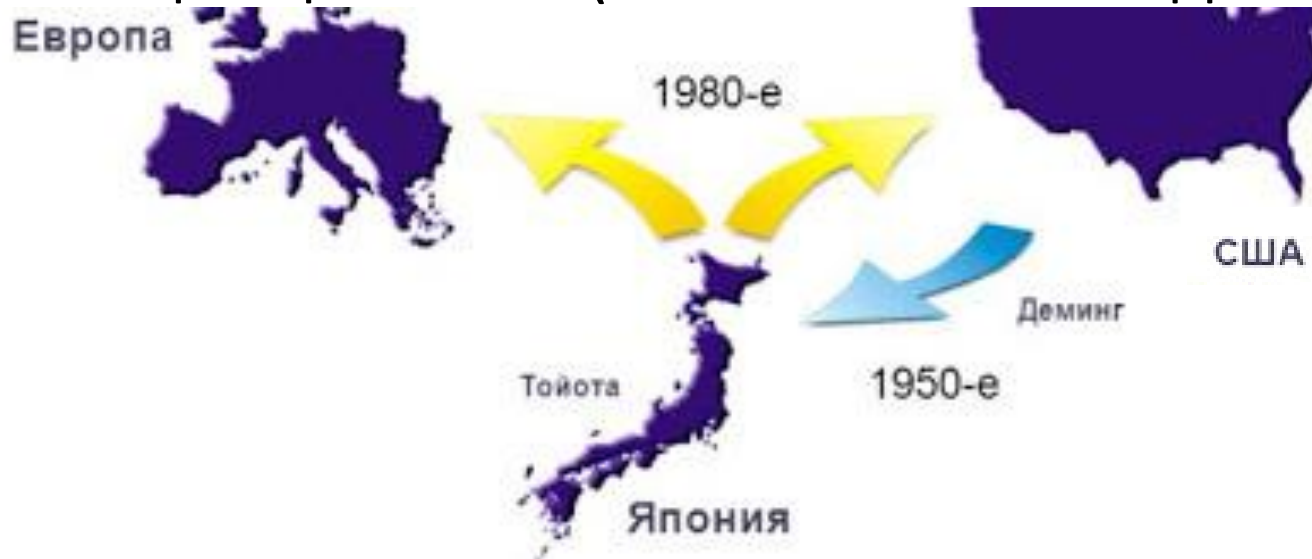 Европа
1980-е
США
Деминг
Тойота
1950-е
Япония